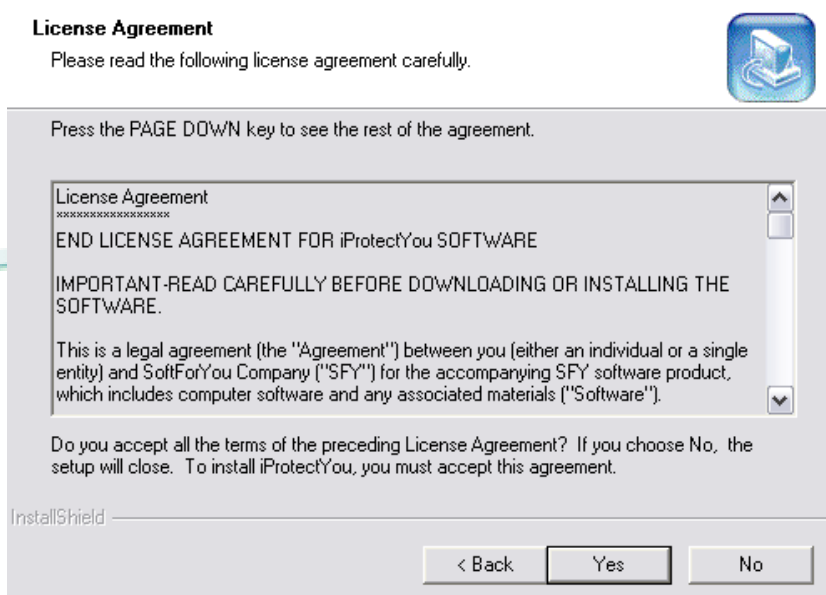 License Agreement
Please read the following license agreement carefully.
Press the PAGE DOWN key to see the rest of the agreement.
License Agreement
*****************
END LICENSE AGREEMENT FOR iProtectYou SOFTWARE
IMPORTANT-READ CAREFULLY BEFORE DOWNLOADING OR INSTALLING THE
SOFTWARE.
This is a legal agreement (the "Agreement") between you (either an individual or a single
entity) and SoftForYou Company ("SFY") for the accompanying SFY software product,
which includes computer software and any associated materials ("Software").
Do you accept all the terms of the preceding License Agreement?  If you choose No,  the
setup will close.  To install iProtectYou, you must accept this agreement.
InstallShield
< Back
Yes
No